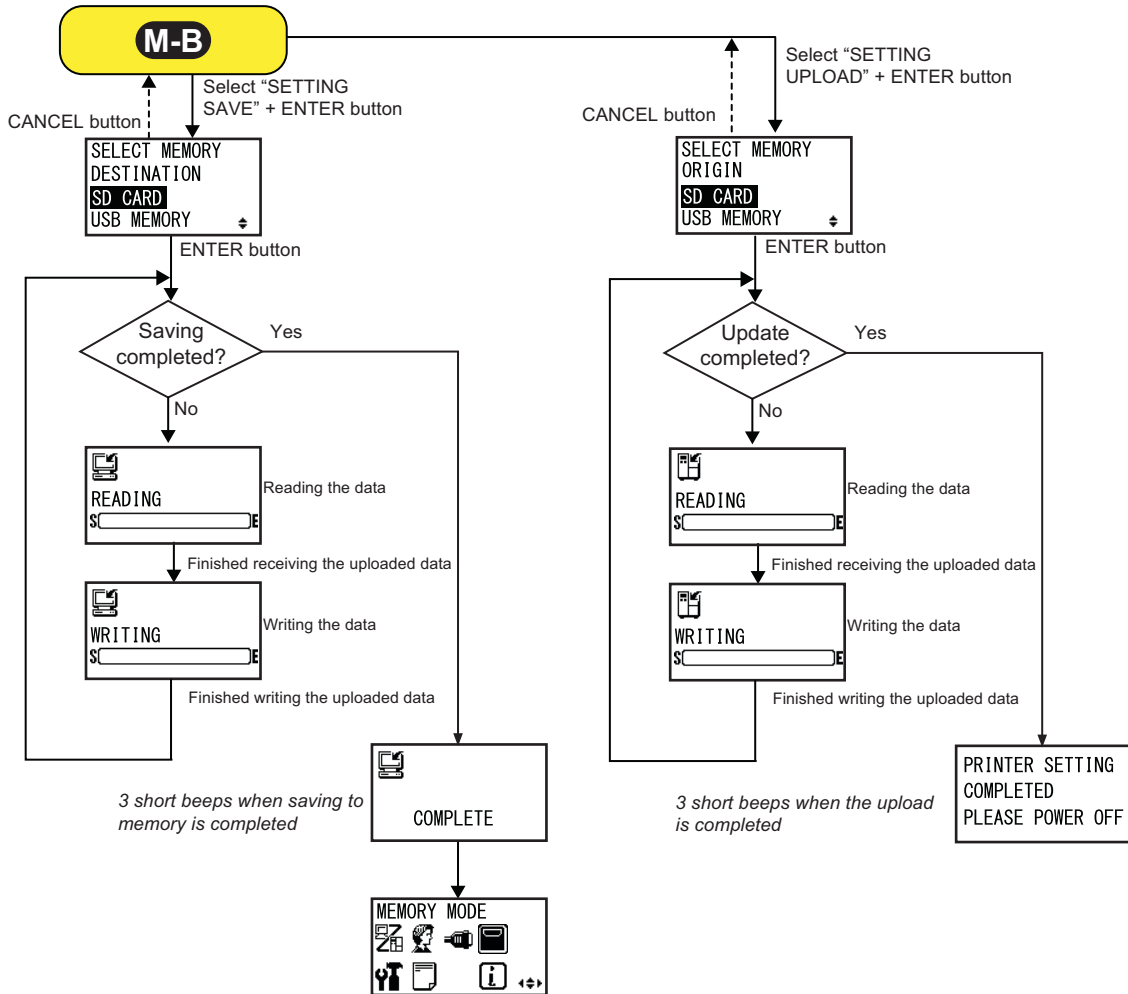 M-B
Select “SETTING
SAVE” + ENTER button
CANCEL button
SELECT MEMORY
DESTINATION
SD CARD
USB MEMORY
ENTER button
Saving
completed?
Yes
No
READING
S E
Reading the data
Finished receiving the uploaded data
WRITING
S E
Writing the data
Finished writing the uploaded data
3 short beeps when saving to
memory is completed
COMPLETE
MEMORY MODE
i
Select “SETTING
UPLOAD” + ENTER button
CANCEL button
SELECT MEMORY
ORIGIN
SD CARD
USB MEMORY
ENTER button
Update
completed?
Yes
No
READING
S E
Reading the data
Finished receiving the uploaded data
WRITING
S E
Writing the data
Finished writing the uploaded data
3 short beeps when the upload
is completed
PRINTER SETTING
COMPLETED
PLEASE POWER OFF